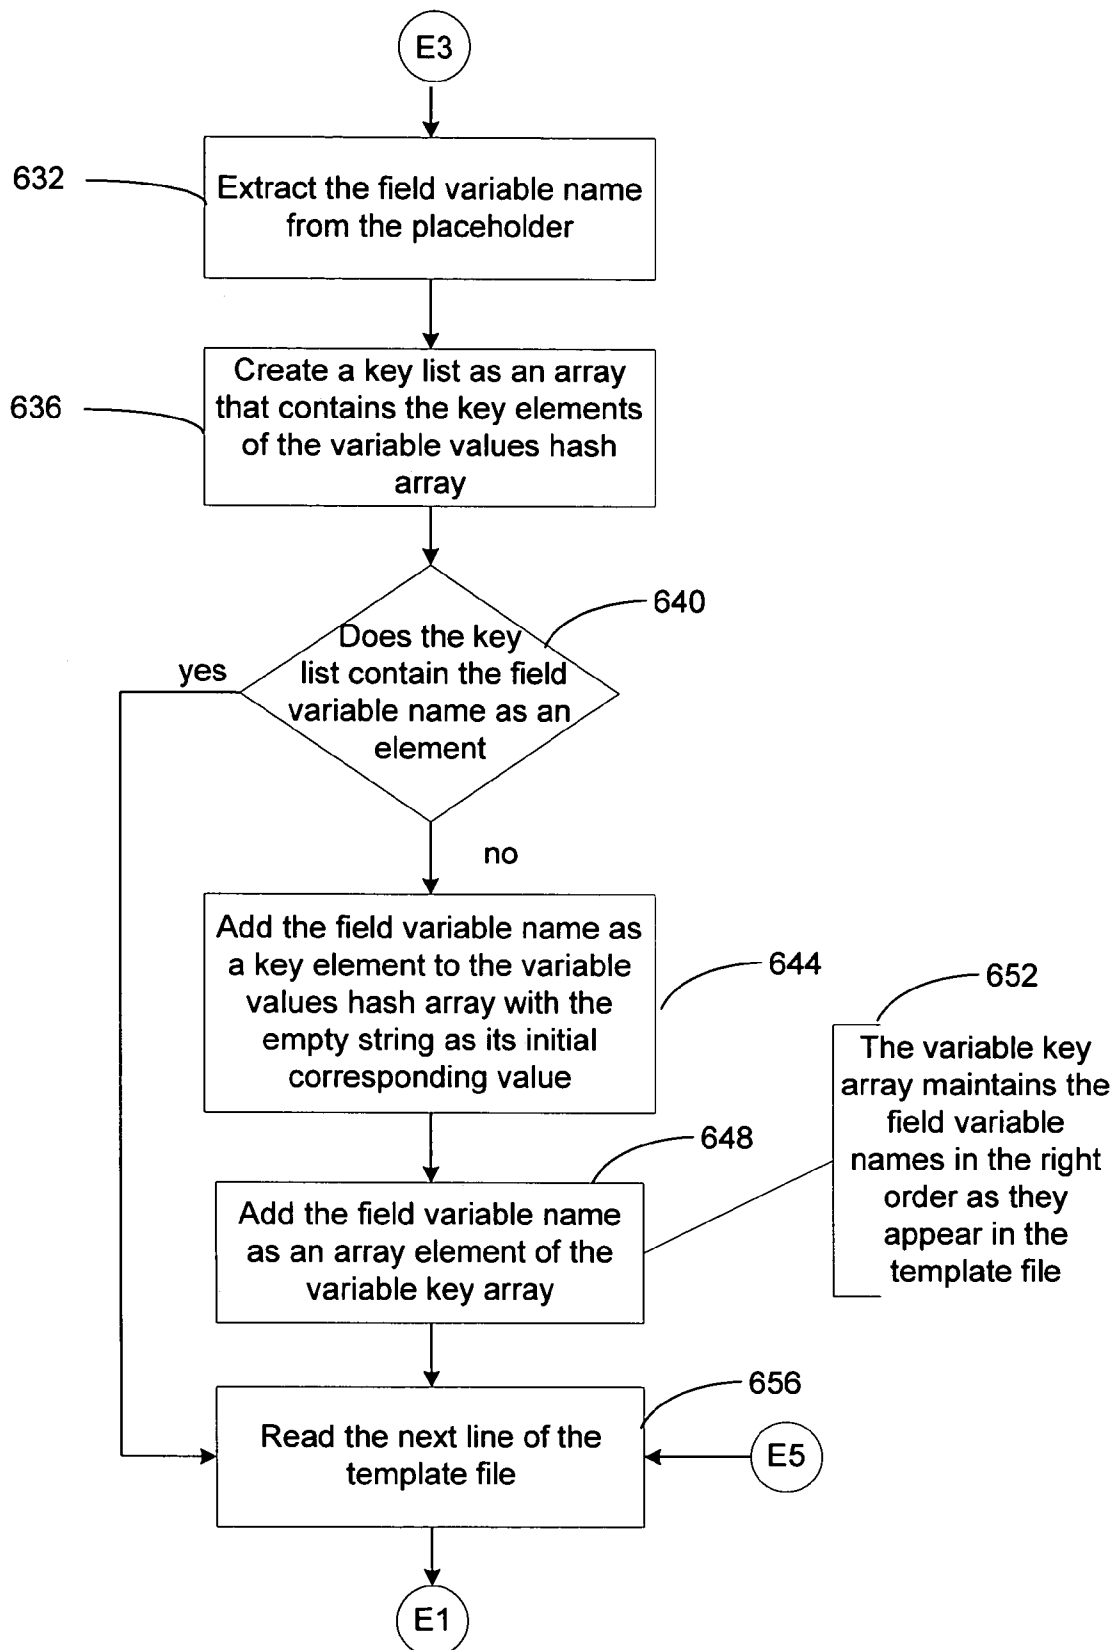 E3
632
Extract the field variable name
from the placeholder
636
Create a key list as an array
that contains the key elements
of the variable values hash
array
640
Does the key
list contain the field
variable name as an
element
yes
no
Add the field variable name as
a key element to the variable
values hash array with the
empty string as its initial
corresponding value
644
652
The variable key
array maintains the
field variable
names in the right
order as they
appear in the
template file
648
Add the field variable name
as an array element of the
variable key array
656
Read the next line of the
template file
E5
E1